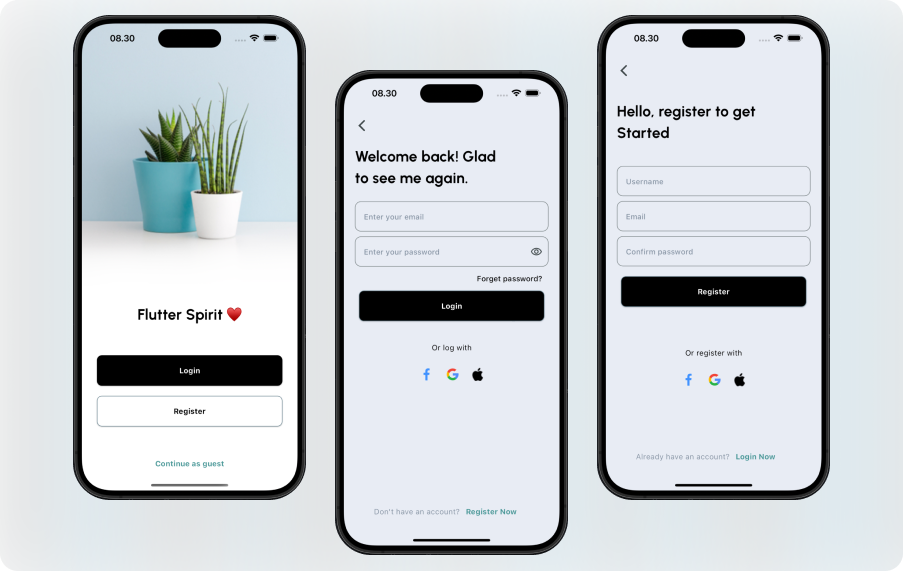 08.30
Flutter Spirit ❤️
Login
Register
Continue as guest
08.30
Welcome back! Glad
to see me again.
Enter your email
Enter your password
Forget password?
Login
Or log with
Don't have an account? Register Now
08.30
Hello, register to get
Started
Username
Email
Confirm password
Register
Or register with
Already have an account? Login Now